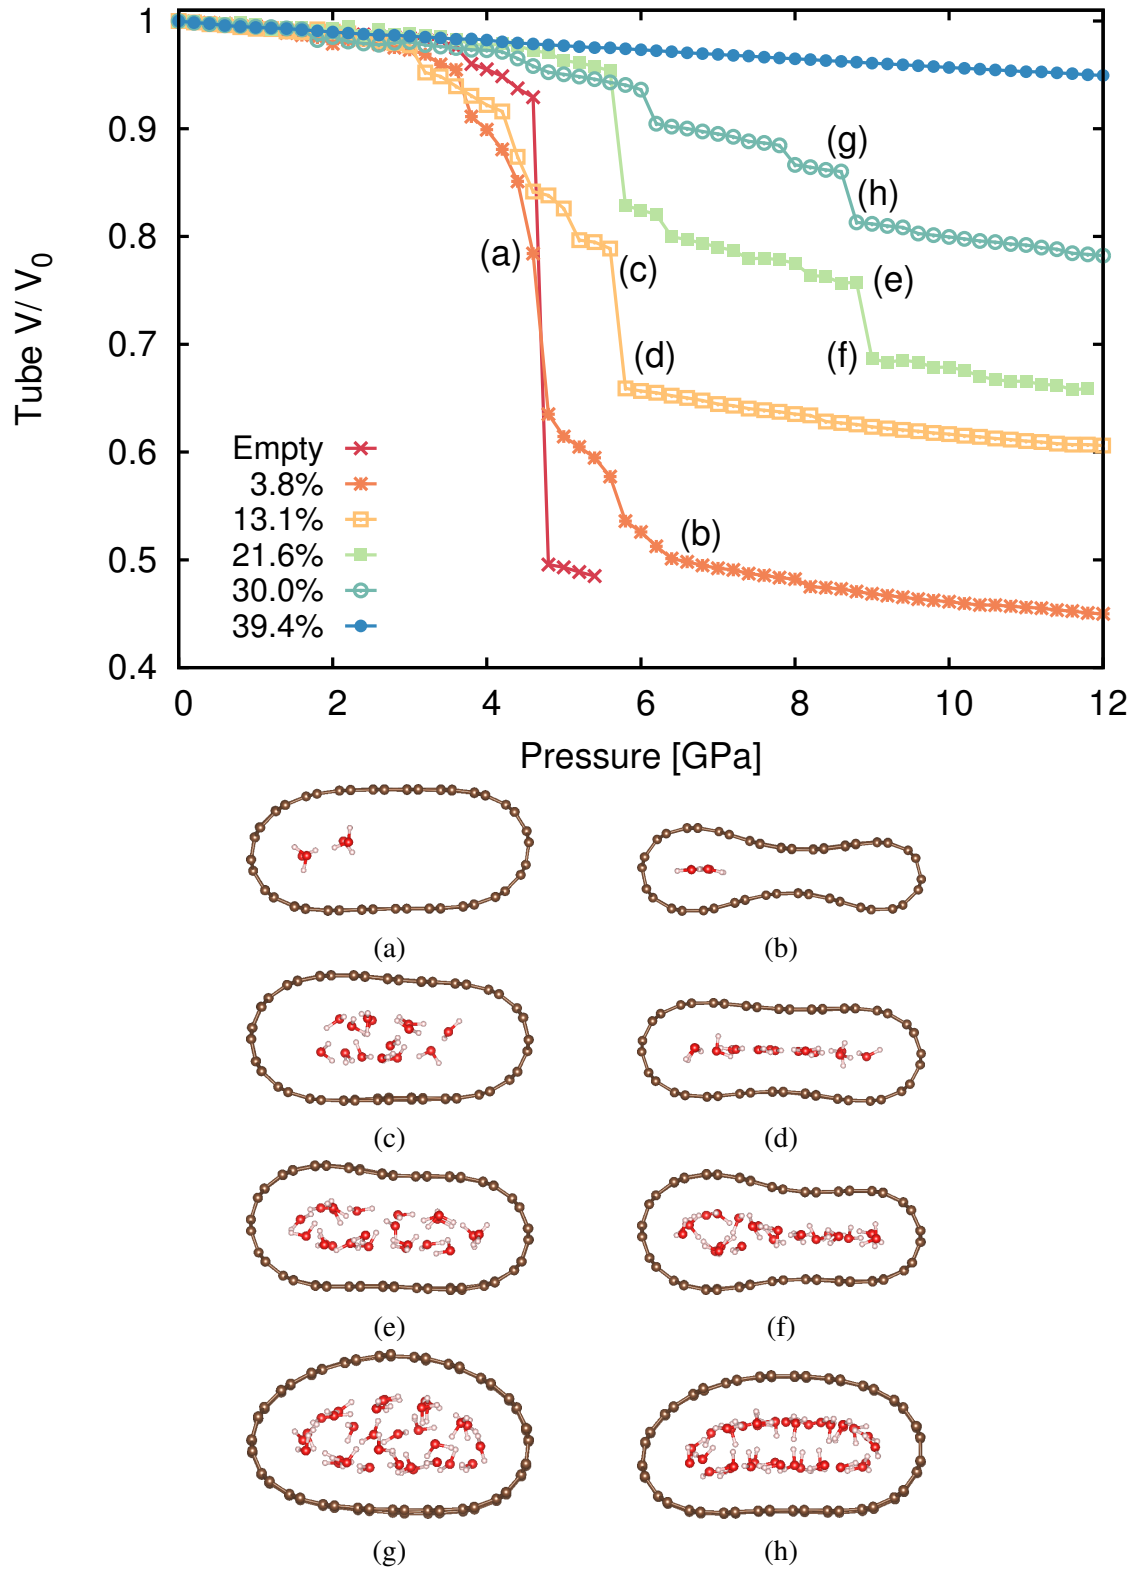 1
0.9
0.8
0.7
0.6
0.5
0.4
Tube V/ V0
(g)
(h)
(a)
(c)
(e)
(d)
(f)
(b)
Empty
3.8%
13.1%
21.6%
30.0%
39.4%
0 2 4 6 8 10 12
Pressure [GPa]
(a) (b)
(c) (d)
(e) (f)
(g) (h)